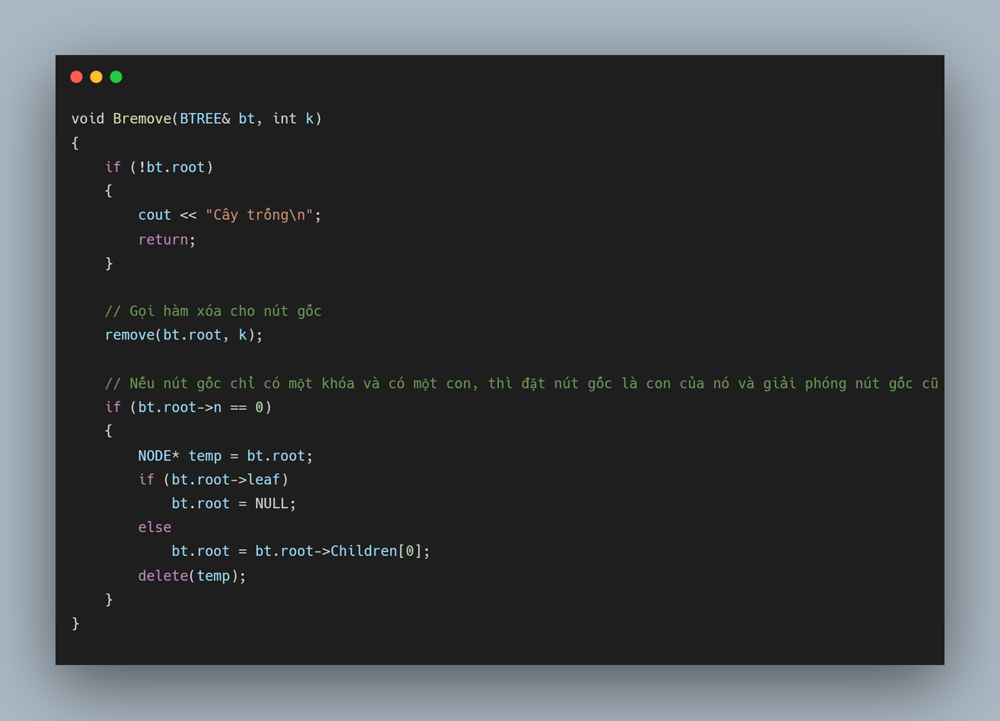 void Bremove(BTREE& bt, int k)
{
    if (!bt.root)
    {
        cout << "Cây trống\n";
        return;
    }

    // Gọi hàm xóa cho nút gốc
    remove(bt.root, k);

    // Nếu nút gốc chỉ có một khóa và có một con, thì đặt nút gốc là con của nó và giải phóng nút gốc cũ
    if (bt.root->n == 0)
    {
        NODE* temp = bt.root;
        if (bt.root->leaf)
            bt.root = NULL;
        else
            bt.root = bt.root->Children[0];
        delete(temp);
    }
}